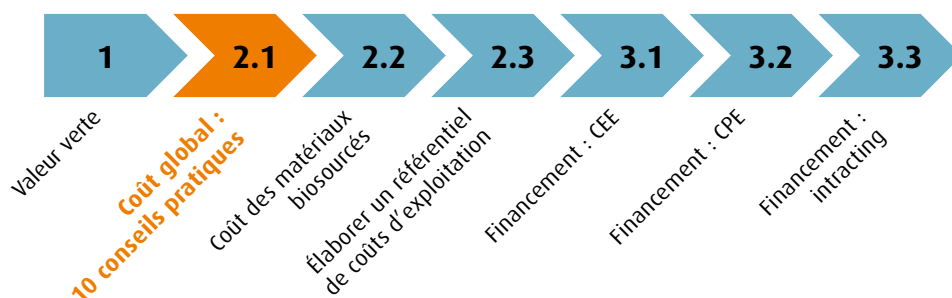 1
2.1
2.2
2.3
3.1
3.2
3.3
Valeur verte
Coût global :
10 conseils pratiques
Coût des matériaux
biosourcés
Élaborer un référentiel
de coûts d'exploitation
Financement : CEE
Financement : CPE
Financement :
intracting